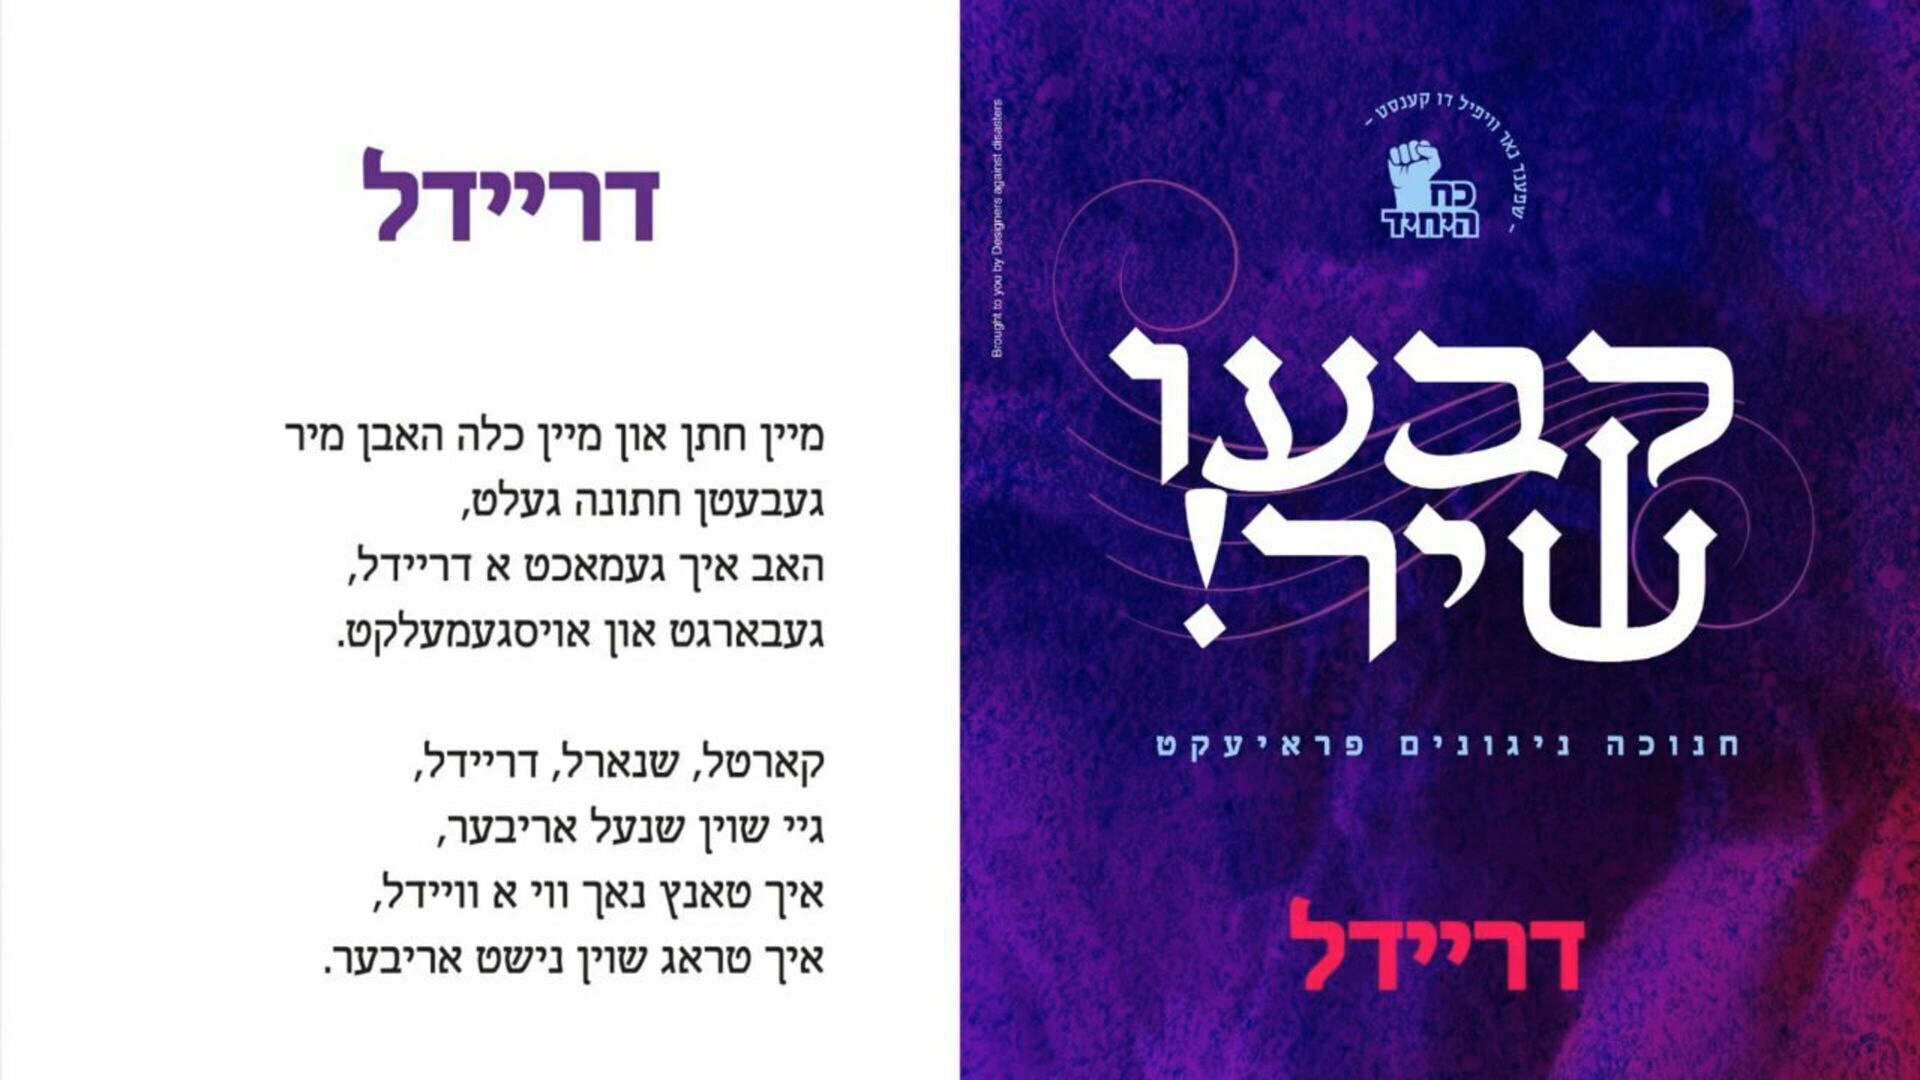 דריידל
מיין חתן און מיין כלה האבן מיר
געבעטן חתונה געלט,
האב איך געמאכט א דריידל,
געבארגט און אויסגעמעלקט.
קארטל, שנארל, דריידל,
גיי שוין שנעל אריבער,
איך טאנץ נאך ווי א וויידל,
איך טראג שוין נישט אריבער.
– שפענד נאר וויפיל דו קענסט –
כח
היחיד
Brought to you by Designers against disasters
קבעו
שיר!
חנוכה ניגונים פראיעקט
דריידל